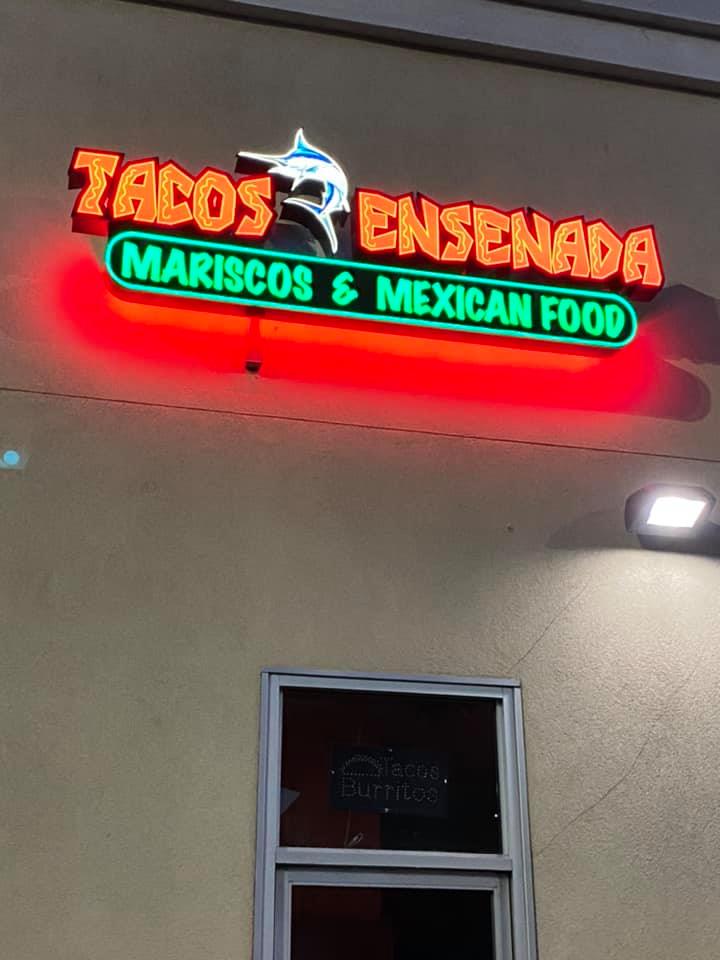 TACOS ENSENADA
MARISCOS & MEXICAN FOOD
Tacos
Burritos